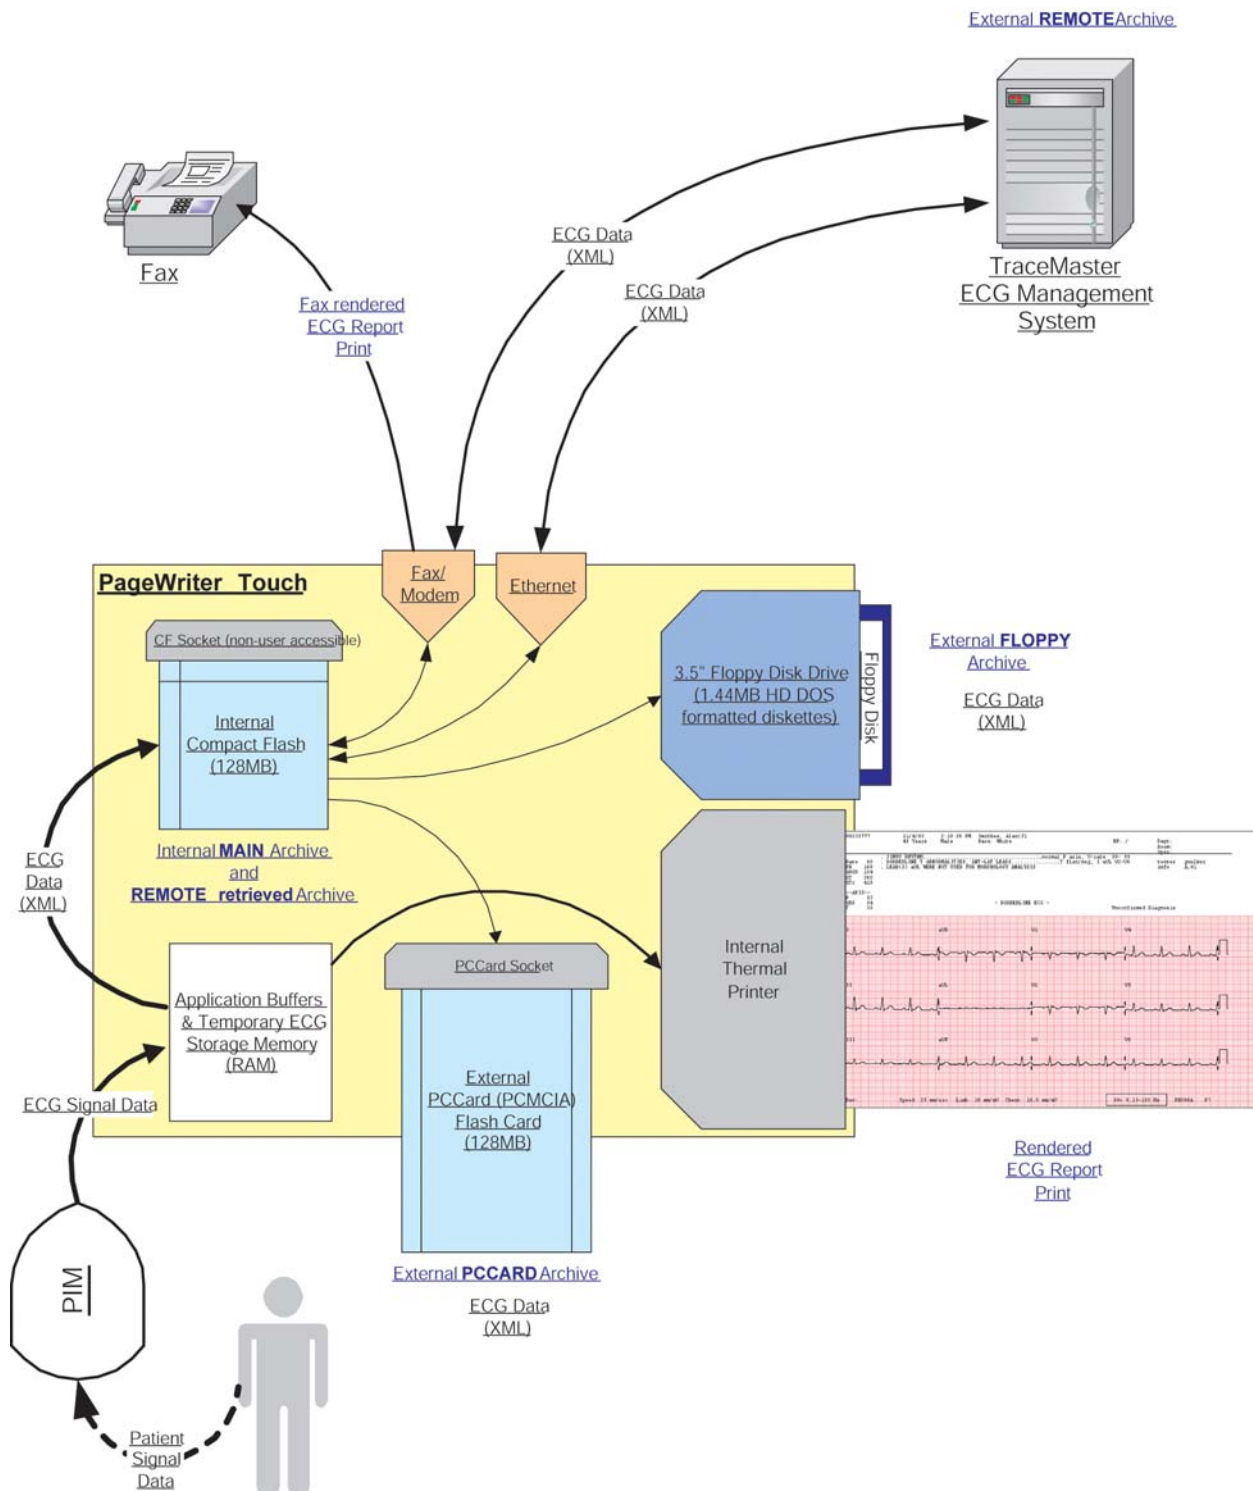 External REMOTE Archive
Fax
TraceMaster
ECG Management
System
ECG Data
(XML)
ECG Data
(XML)
Fax rendered
ECG Report
Print
PageWriter Touch
Fax/
Modem
Ethernet
CF Socket (non-user accessible)
Internal
Compact Flash
(128MB)
3.5" Floppy Disk Drive
(1.44MB HD DOS
formatted diskettes)
Floppy Disk
External FLOPPY
Archive
ECG Data
(XML)
Internal MAIN Archive
and
REMOTE retrieved Archive
ECG
Data
(XML)
Application Buffers
& Temporary ECG
Storage Memory
(RAM)
PCCard Socket
External
PCCard (PCMCIA)
Flash Card
(128MB)
Internal
Thermal
Printer
- BORDERLINE ECG -
Unconfirmed Diagnosis
Rendered
ECG Report
Print
ECG Signal Data
PIM
External PCCARD Archive
ECG Data
(XML)
Patient
Signal
Data